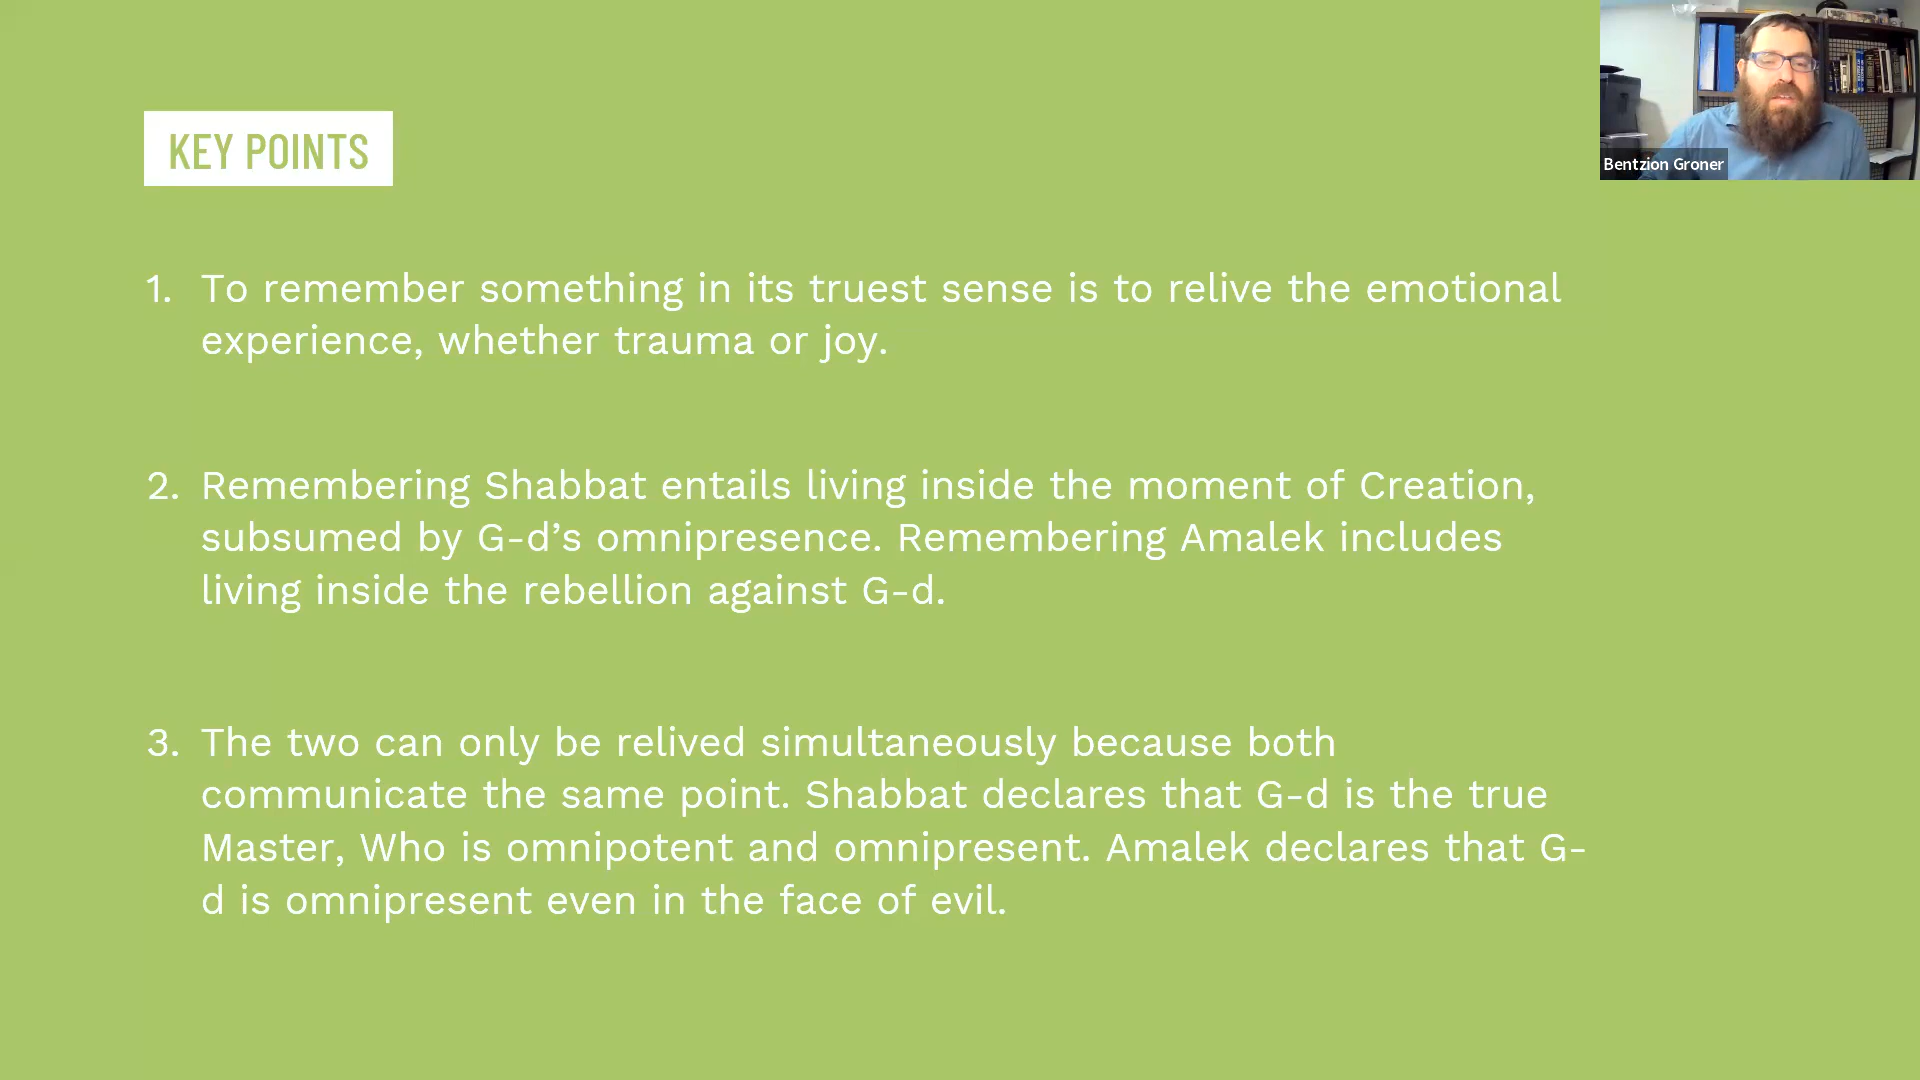 KEY POINTS
Bentzion Groner
1. To remember something in its truest sense is to relive the emotional
experience, whether trauma or joy.
2. Remembering Shabbat entails living inside the moment of Creation,
subsumed by G-d’s omnipresence. Remembering Amalek includes
living inside the rebellion against G-d.
3. The two can only be relived simultaneously because both
communicate the same point. Shabbat declares that G-d is the true
Master, Who is omnipotent and omnipresent. Amalek declares that G-
d is omnipresent even in the face of evil.